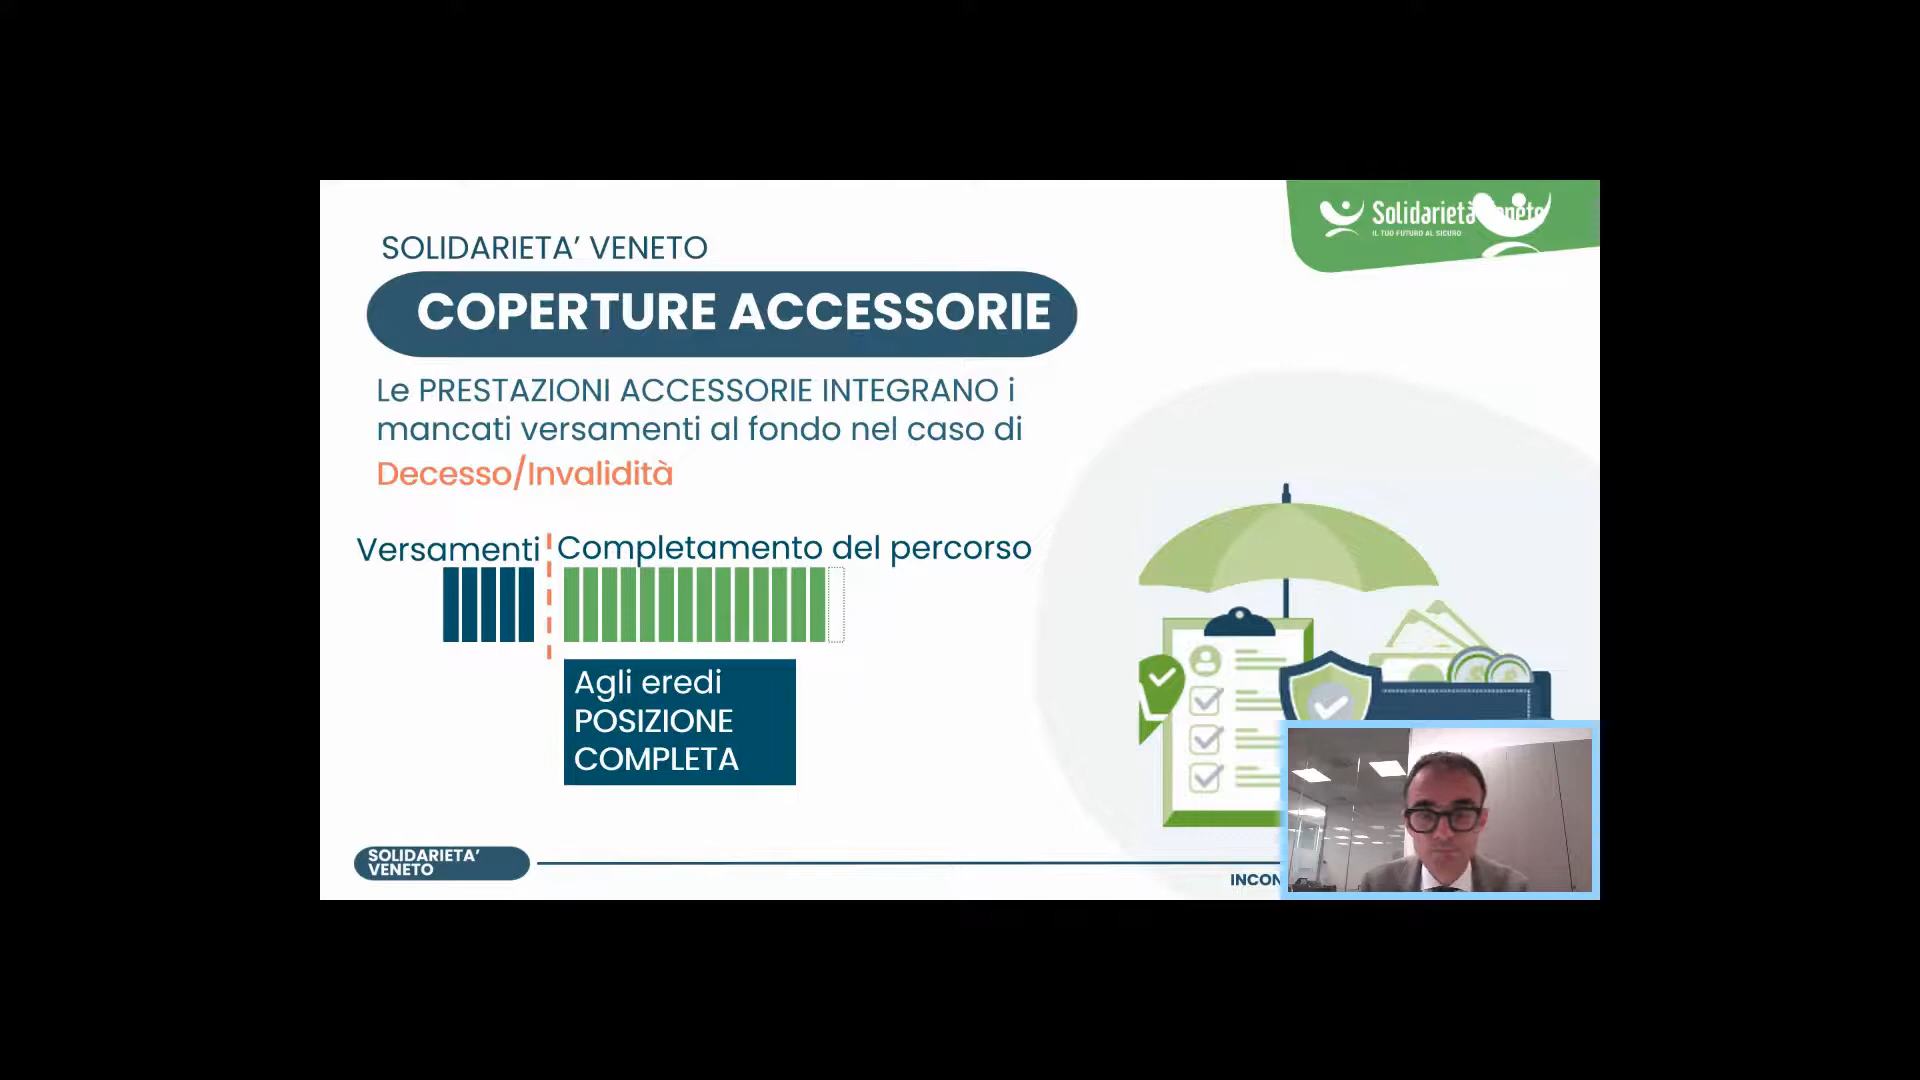 Solidarietà Veneto
IL TUO FUTURO AL SICURO
SOLIDARIETA’ VENETO
COPERTURE ACCESSORIE
Le PRESTAZIONI ACCESSORIE INTEGRANO i
mancati versamenti al fondo nel caso di
Decesso/Invalidità
Versamenti
Completamento del percorso
Agli eredi
POSIZIONE
COMPLETA
SOLIDARIETA’
VENETO